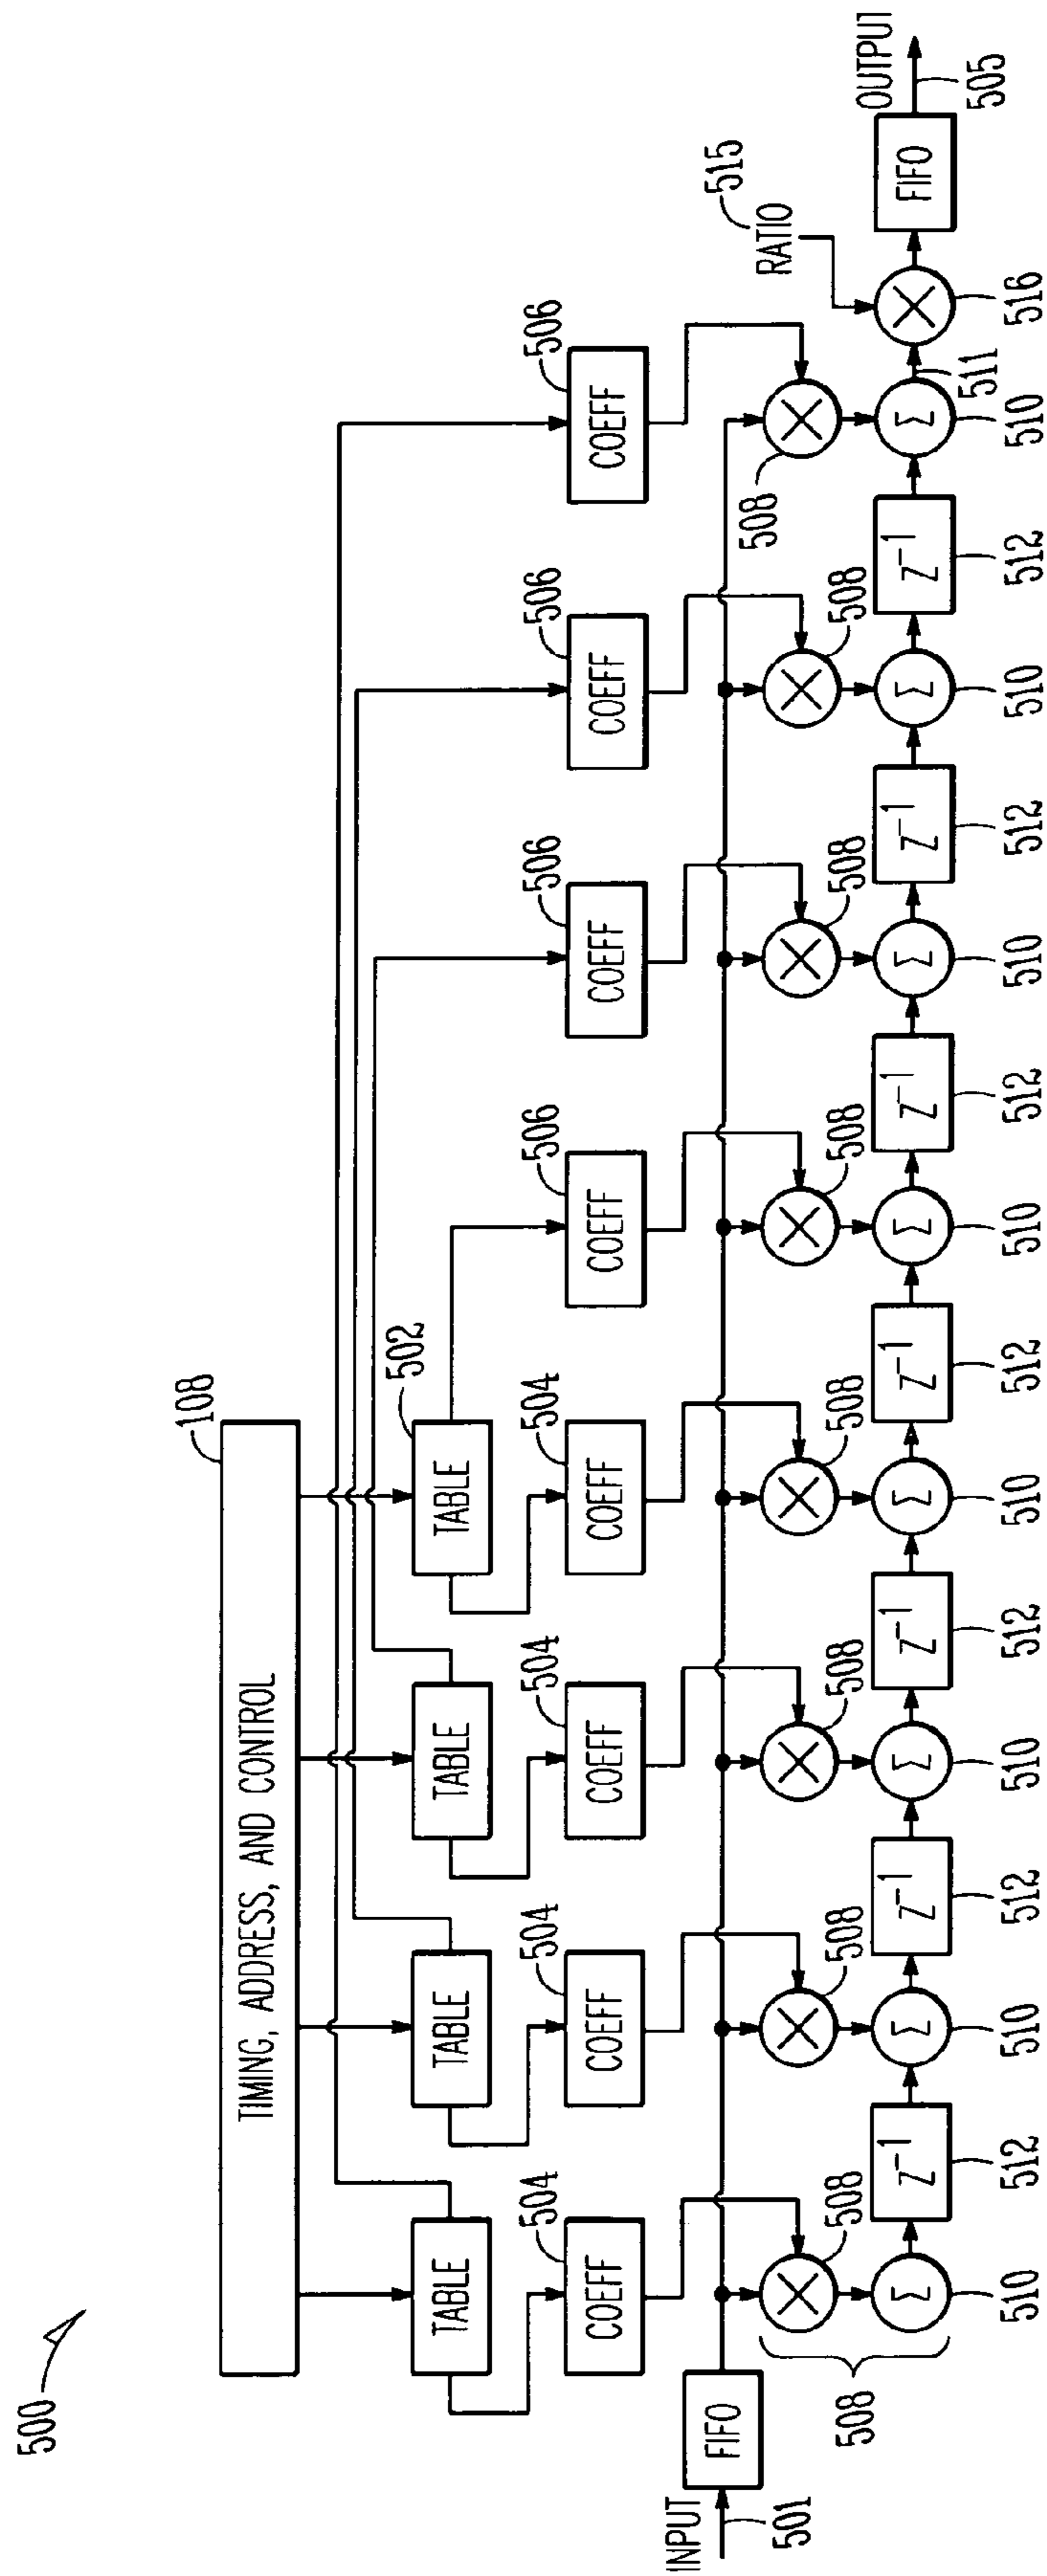 500
108
TIMING, ADDRESS, AND CONTROL
502
TABLE
TABLE
TABLE
TABLE
504
504
504
504
506
506
506
506
COEFF
COEFF
COEFF
COEFF
COEFF
COEFF
COEFF
COEFF
515
RATIO
INPUT
501
FIFO
508
508
508
508
508
508
508
508
508
Σ
Z⁻¹
Σ
Z⁻¹
Σ
Z⁻¹
Σ
Z⁻¹
Σ
Z⁻¹
Σ
Z⁻¹
Σ
Z⁻¹
Σ
FIFO
OUTPUT
505
510
512
510
512
510
512
510
512
510
512
510
512
510
512
510
511
516